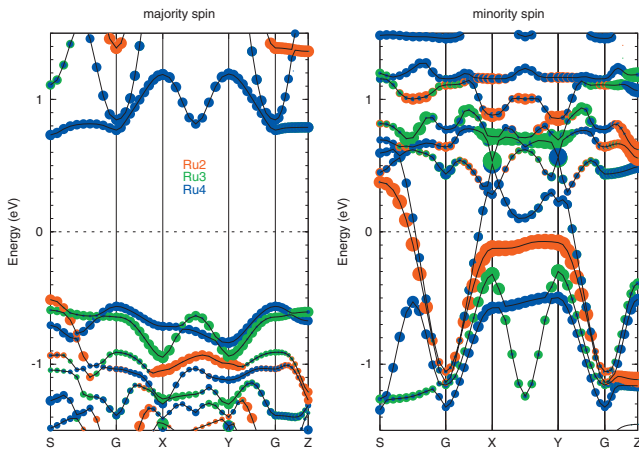 majority spin
minority spin
Energy (eV)
1
0
-1
Ru2
Ru3
Ru4
S G X Y G Z
Energy (eV)
1
0
-1
S G X Y G Z